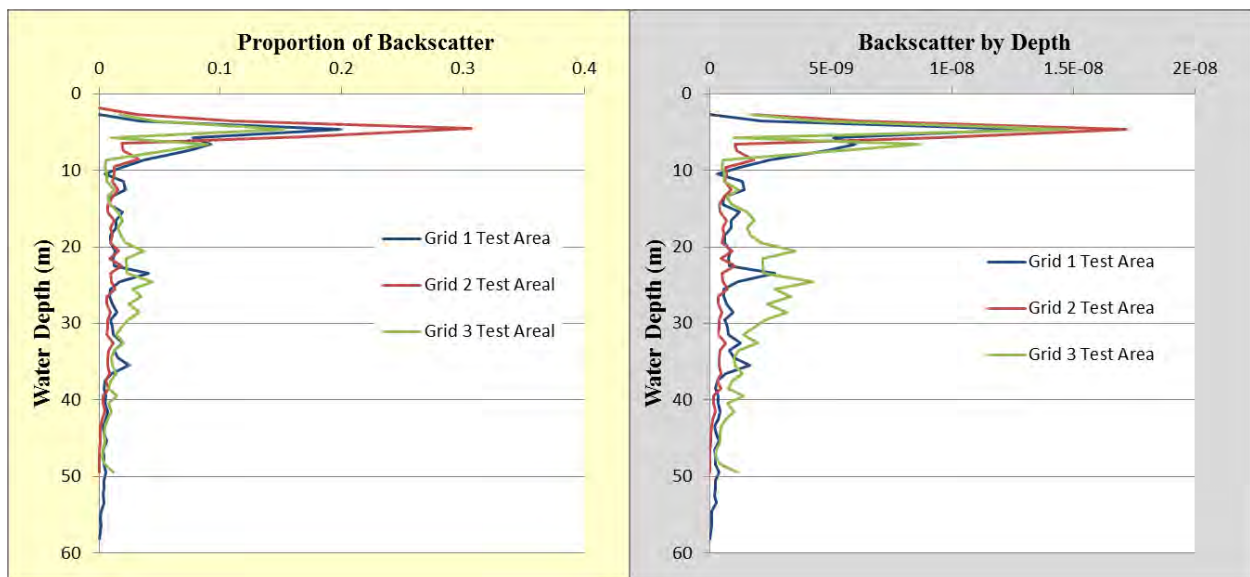 Proportion of Backscatter
0 0.1 0.2 0.3 0.4
Water Depth (m)
0
10
20
30
40
50
60
Grid 1 Test Area
Grid 2 Test Areal
Grid 3 Test Areal
Backscatter by Depth
0 5E-09 1E-08 1.5E-08 2E-08
Water Depth (m)
0
10
20
30
40
50
60
Grid 1 Test Area
Grid 2 Test Area
Grid 3 Test Area